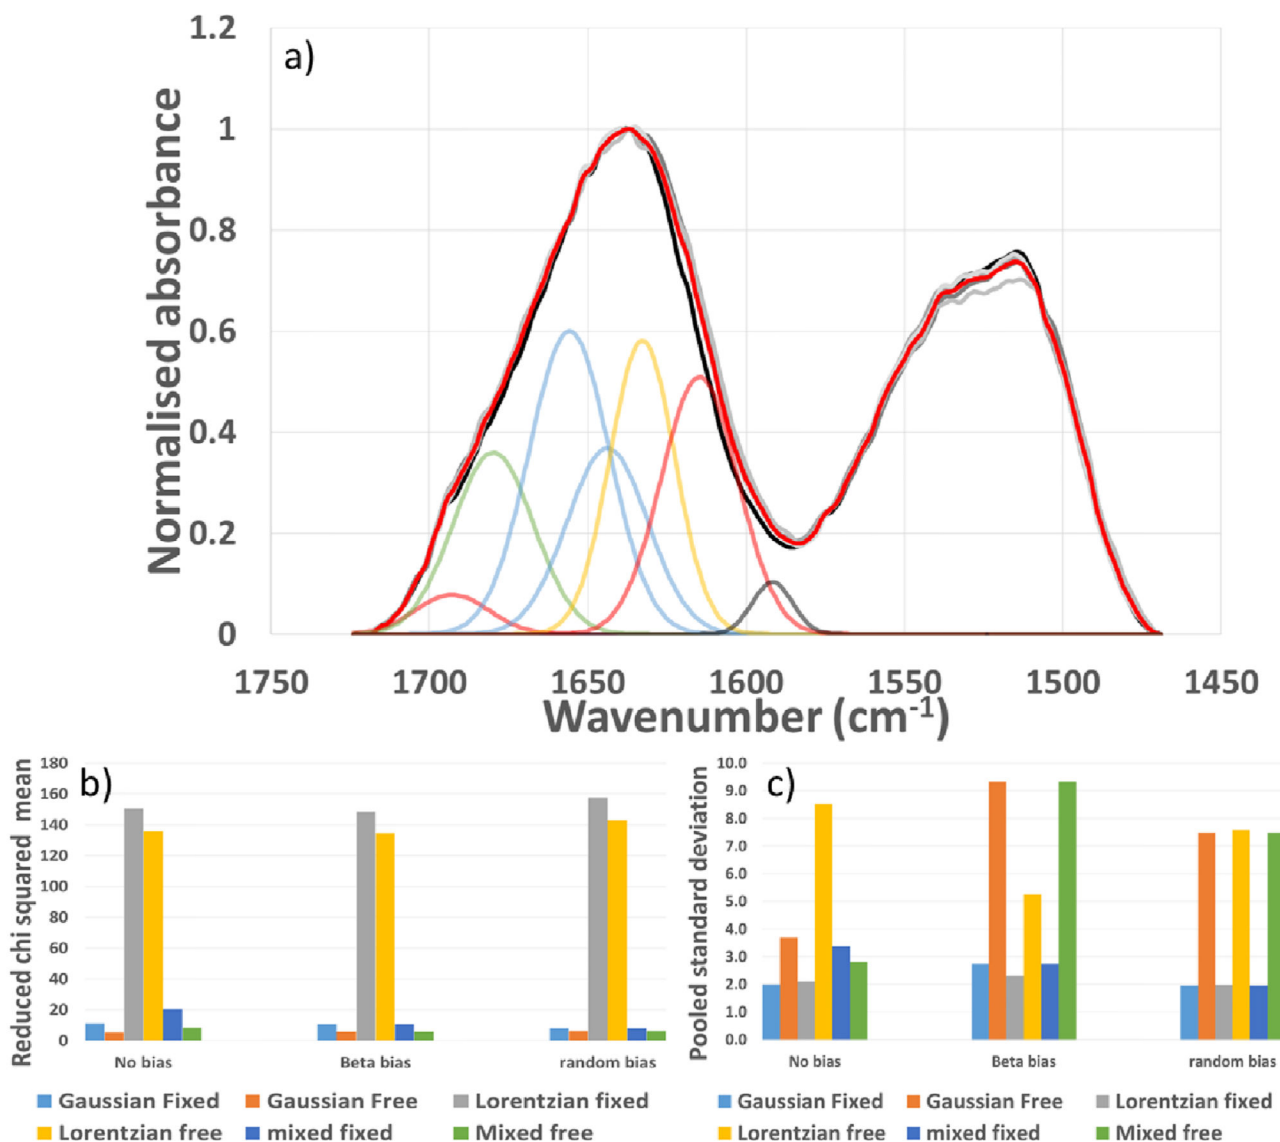 a)
Normalised absorbance
1.2
1
0.8
0.6
0.4
0.2
0
1750 1700 1650 1600 1550 1500 1450
Wavenumber (cm-1)
b)
Reduced chi squared mean
180
160
140
120
100
80
60
40
20
0
No bias Beta bias random bias
Gaussian Fixed Gaussian Free Lorentzian fixed
Lorentzian free mixed fixed Mixed free
c)
Pooled standard deviation
10.0
9.0
8.0
7.0
6.0
5.0
4.0
3.0
2.0
1.0
0.0
No bias Beta bias random bias
Gaussian Fixed Gaussian Free Lorentzian fixed
Lorentzian free mixed fixed Mixed free